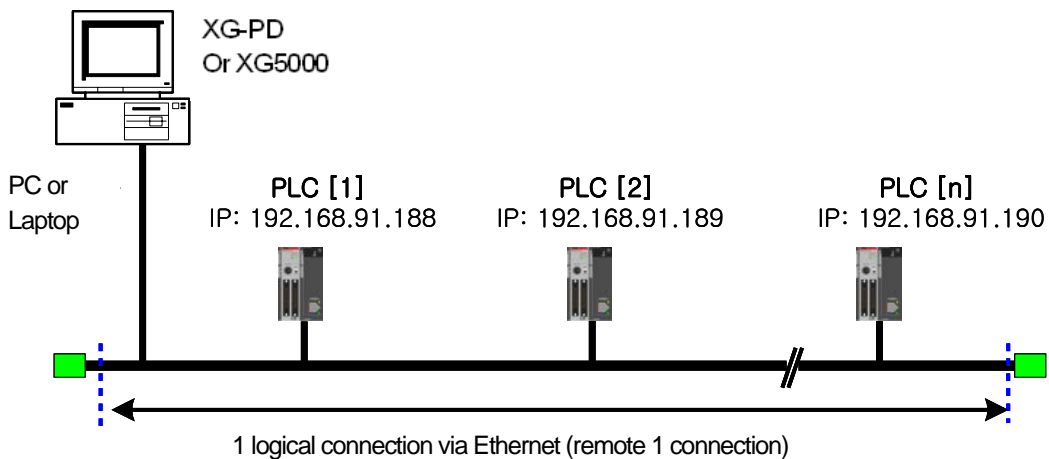 XG-PD
Or XG5000
PC or
Laptop
PLC [1]
IP: 192.168.91.188
PLC [2]
IP: 192.168.91.189
PLC [n]
IP: 192.168.91.190
1 logical connection via Ethernet (remote 1 connection)